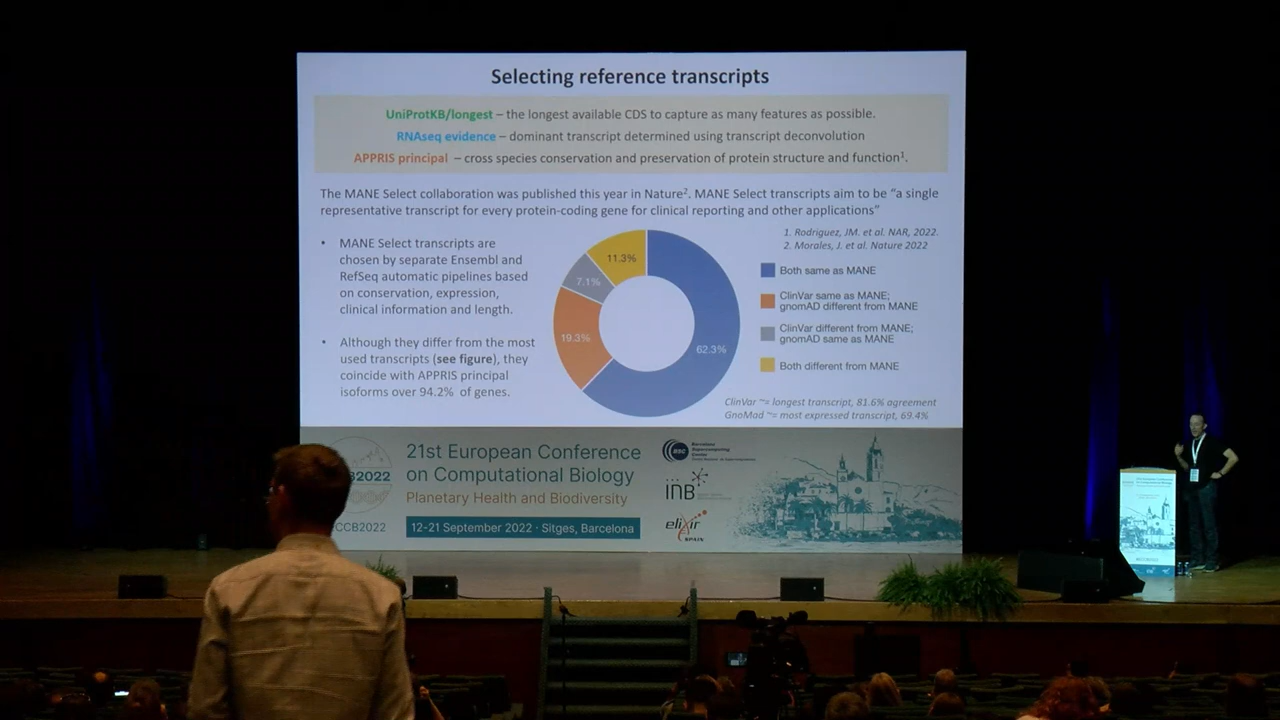 Selecting reference transcripts
UniProtKB/longest – the longest available CDS to capture as many features as possible.
RNAseq evidence – dominant transcript determined using transcript deconvolution
APPRIS principal – cross species conservation and preservation of protein structure and function¹.
The MANE Select collaboration was published this year in Nature². MANE Select transcripts aim to be “a single
representative transcript for every protein-coding gene for clinical reporting and other applications”
1. Rodriguez, JM. et al. NAR, 2022.
2. Morales, J. et al. Nature 2022
• MANE Select transcripts are
chosen by separate Ensembl and
RefSeq automatic pipelines based
on conservation, expression,
clinical information and length.
• Although they differ from the most
used transcripts (see figure), they
coincide with APPRIS principal
isoforms over 94.2% of genes.
11.3%
7.1%
19.3%
62.3%
Both same as MANE
ClinVar same as MANE;
gnomAD different from MANE
ClinVar different from MANE;
gnomAD same as MANE
Both different from MANE
ClinVar ~= longest transcript, 81.6% agreement
GnoMad ~= most expressed transcript, 69.4%
B2022
CCB2022
21st European Conference
on Computational Biology
Planetary Health and Biodiversity
12-21 September 2022 · Sitges, Barcelona
BSC
Barcelona
Supercomputing
Center
iNB
elixir
SPAIN